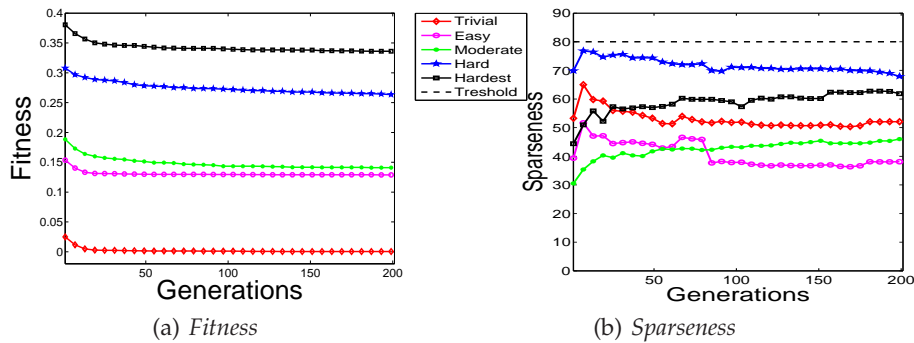 0.4
0.35
0.3
0.25
0.2
0.15
0.1
0.05
0
Fitness
50
100
150
200
Generations
(a) Fitness
Trivial
Easy
Moderate
Hard
Hardest
Treshold
90
80
70
60
50
40
30
20
10
0
Sparseness
50
100
150
200
Generations
(b) Sparseness